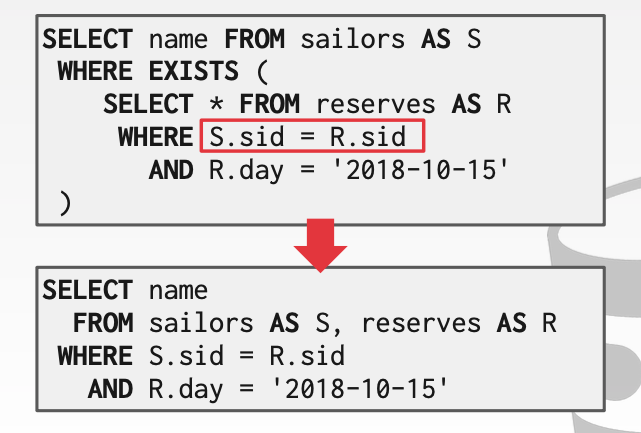 SELECT name FROM sailors AS S
WHERE EXISTS (
SELECT * FROM reserves AS R
WHERE S.sid = R.sid
AND R.day = '2018-10-15'
)
SELECT name
FROM sailors AS S, reserves AS R
WHERE S.sid = R.sid
AND R.day = '2018-10-15'